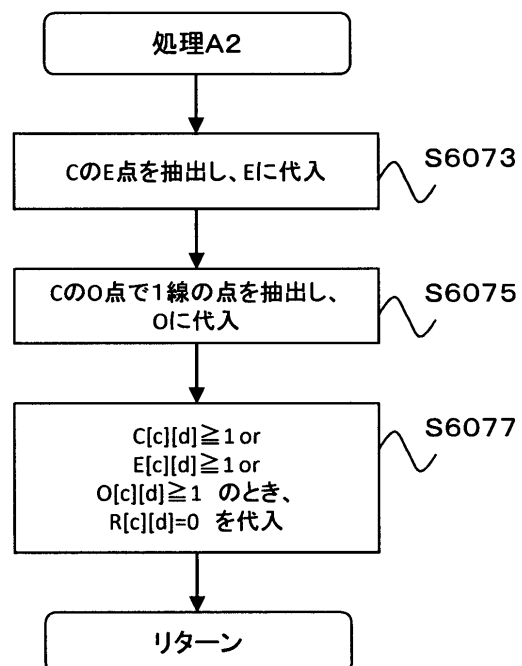 処理A2
CのE点を抽出し、Eに代入
S6073
CのO点で1線の点を抽出し、
Oに代入
S6075
C[c][d]≧1 or
E[c][d]≧1 or
O[c][d]≧1 のとき、
R[c][d]=0 を代入
S6077
リターン